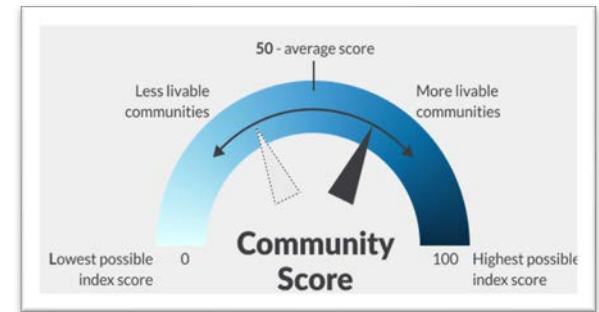 50 - average score
Less livable
communities
More livable
communities
Lowest possible
index score
0
Community
Score
100
Highest possible
index score